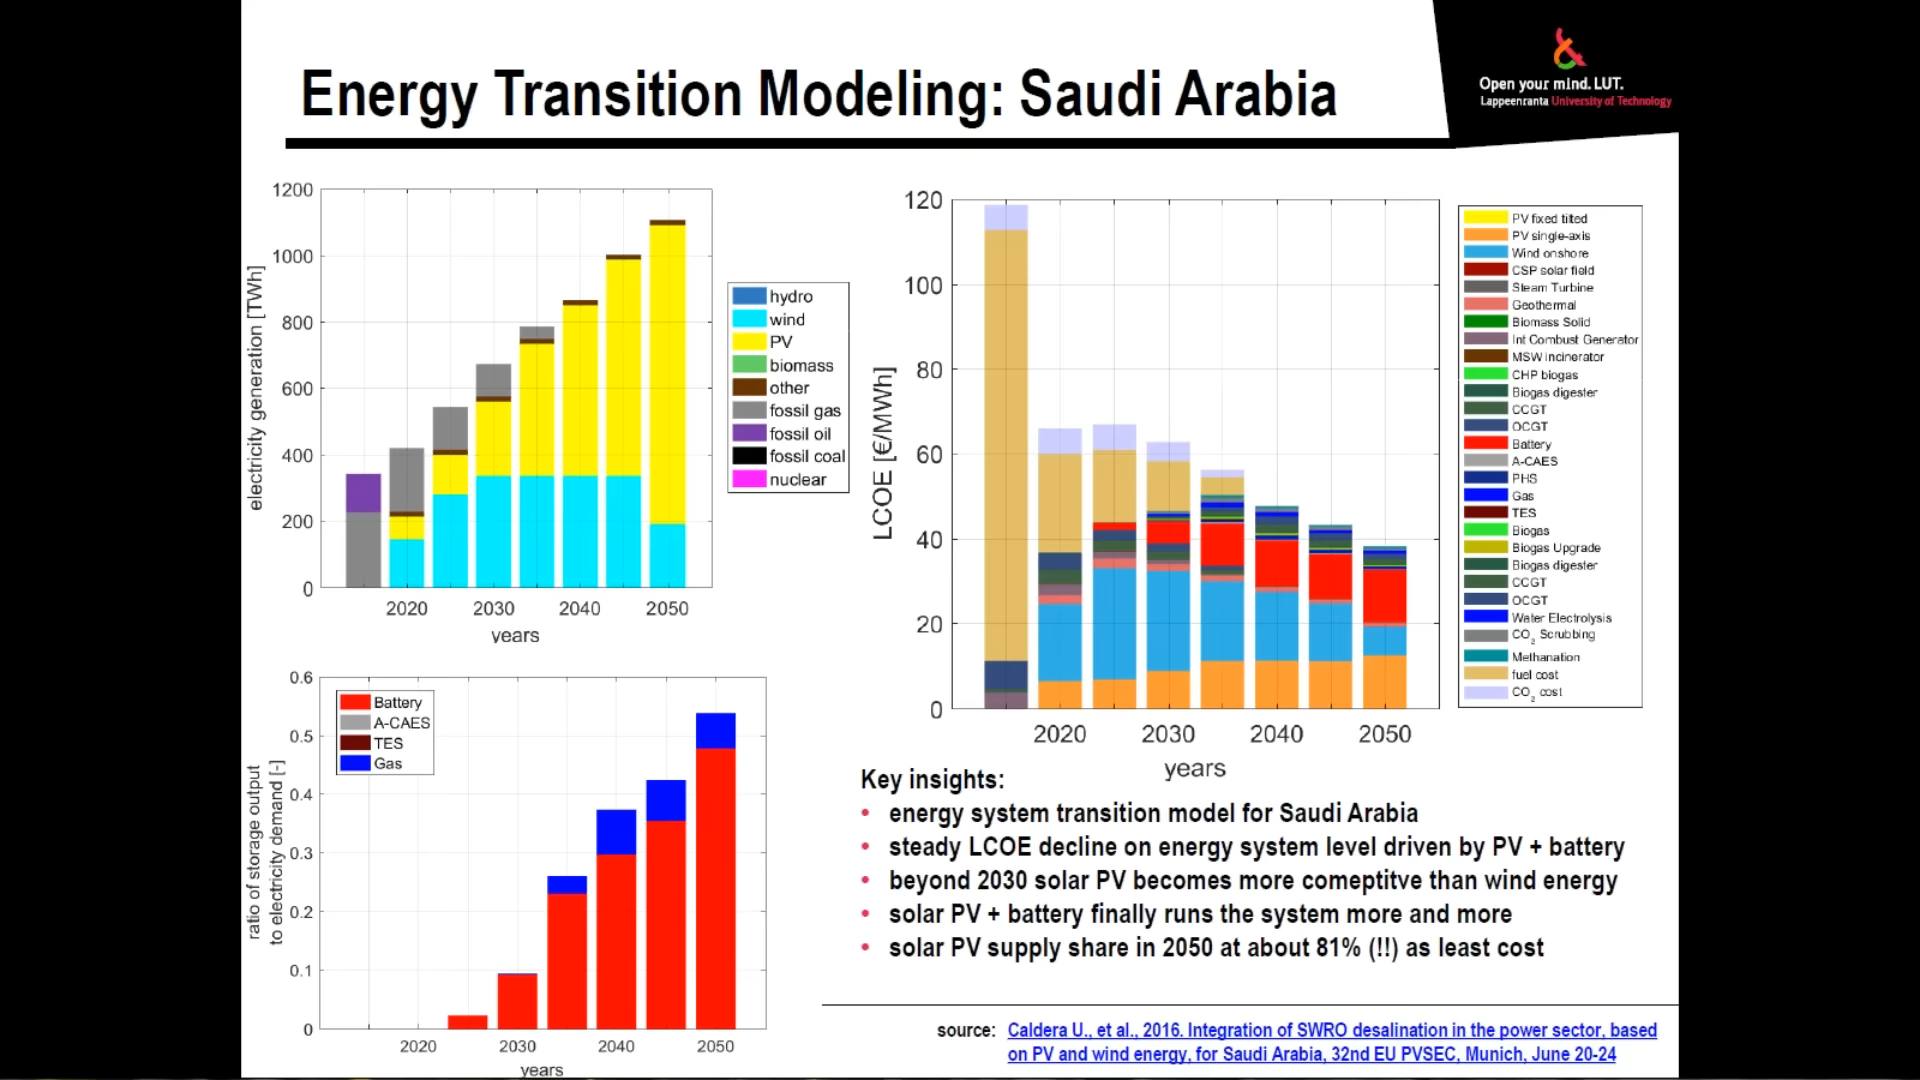 Energy Transition Modeling: Saudi Arabia
Open your mind. LUT.
Lappeenranta University of Technology
electricity generation [TWh]
1200
1000
800
600
400
200
0
2020 2030 2040 2050
years
hydro
wind
PV
biomass
other
fossil gas
fossil oil
fossil coal
nuclear
LCOE [€/MWh]
120
100
80
60
40
20
0
2020 2030 2040 2050
years
PV fixed tilted
PV single-axis
Wind onshore
CSP solar field
Steam Turbine
Geothermal
Biomass Solid
Int Combust Generator
MSW incinerator
CHP biogas
Biogas digester
CCGT
OCGT
Battery
A-CAES
PHS
Gas
TES
Biogas
Biogas Upgrade
Biogas digester
CCGT
OCGT
Water Electrolysis
CO2 Scrubbing
Methanation
fuel cost
CO2 cost
ratio of storage output
to electricity demand [-]
0.6
0.5
0.4
0.3
0.2
0.1
0
2020 2030 2040 2050
years
Battery
A-CAES
TES
Gas
Key insights:
• energy system transition model for Saudi Arabia
• steady LCOE decline on energy system level driven by PV + battery
• beyond 2030 solar PV becomes more comeptitve than wind energy
• solar PV + battery finally runs the system more and more
• solar PV supply share in 2050 at about 81% (!!) as least cost
source: Caldera U., et al., 2016. Integration of SWRO desalination in the power sector, based
on PV and wind energy, for Saudi Arabia, 32nd EU PVSEC, Munich, June 20-24